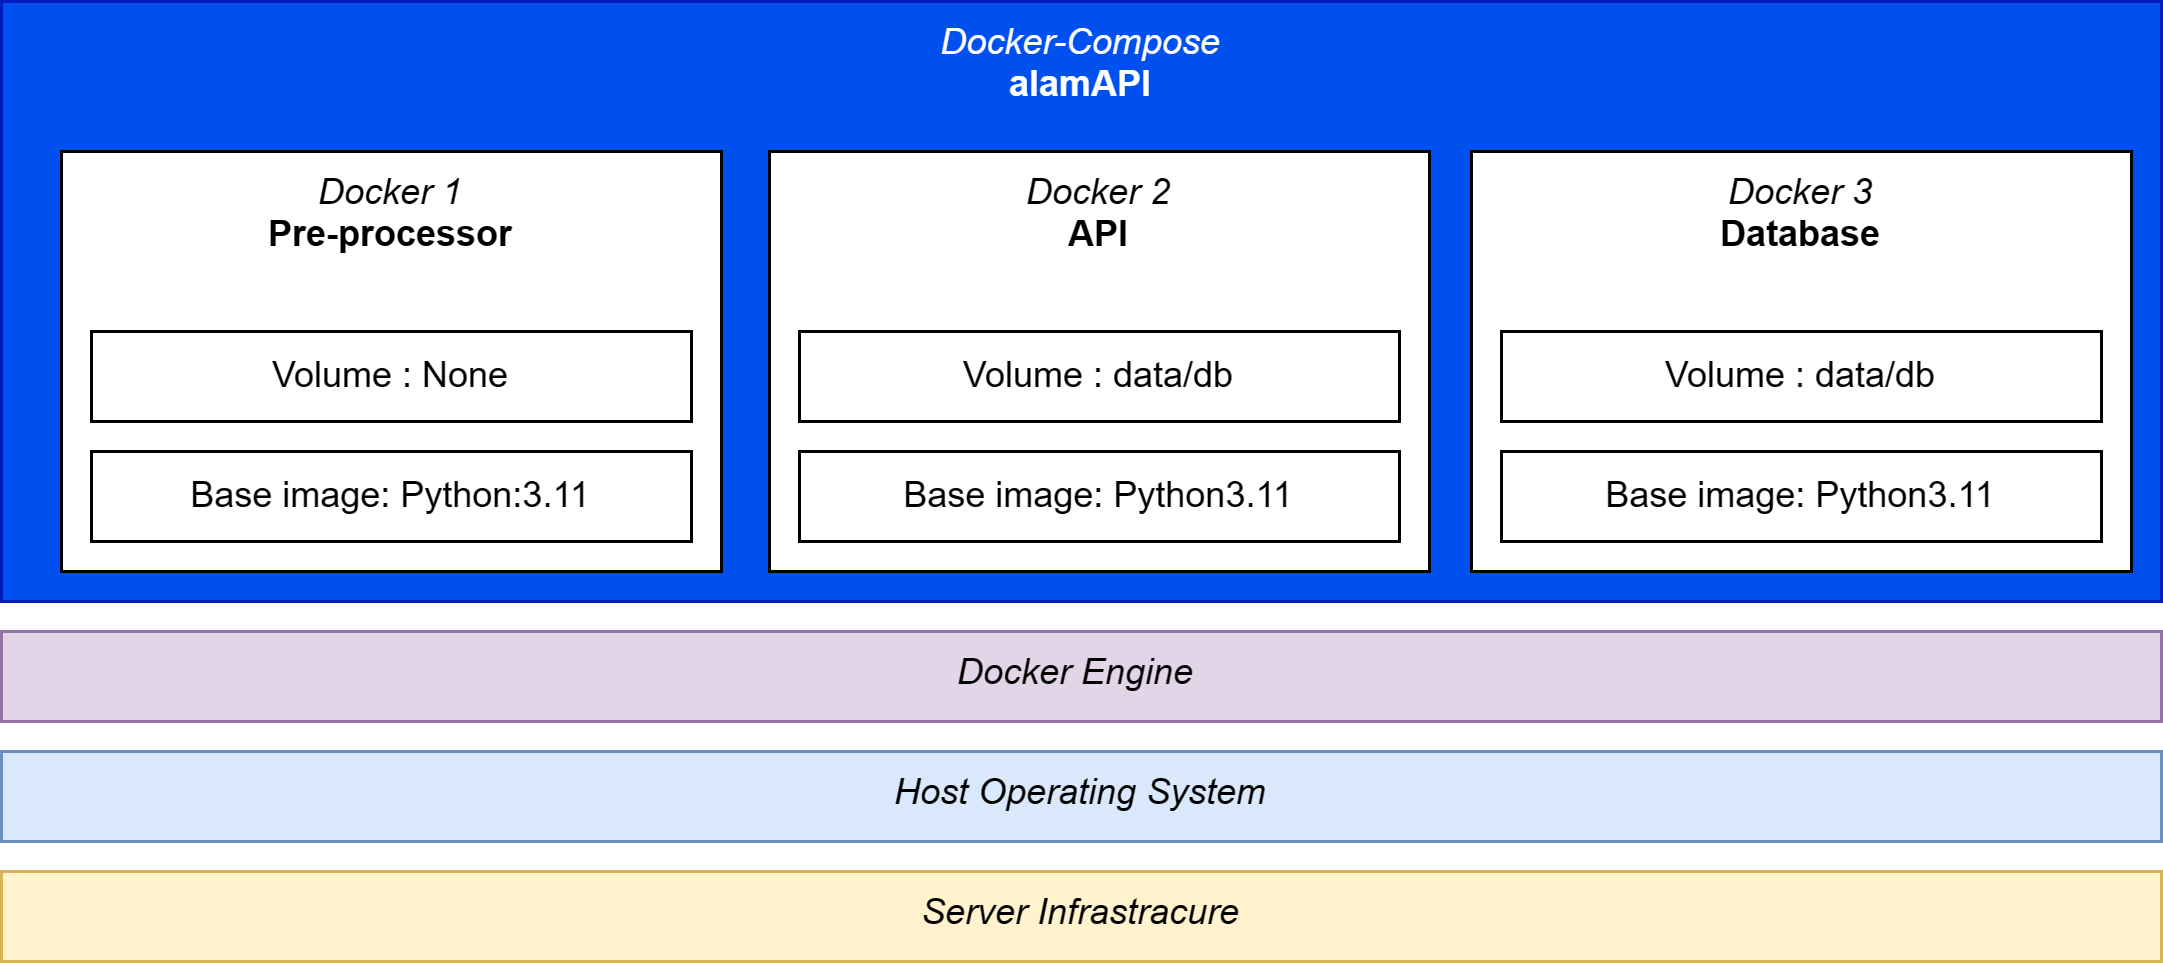 Docker-Compose
alamAPI
Docker 1
Pre-processor
Volume : None
Base image: Python:3.11
Docker 2
API
Volume : data/db
Base image: Python3.11
Docker 3
Database
Volume : data/db
Base image: Python3.11
Docker Engine
Host Operating System
Server Infrastracure